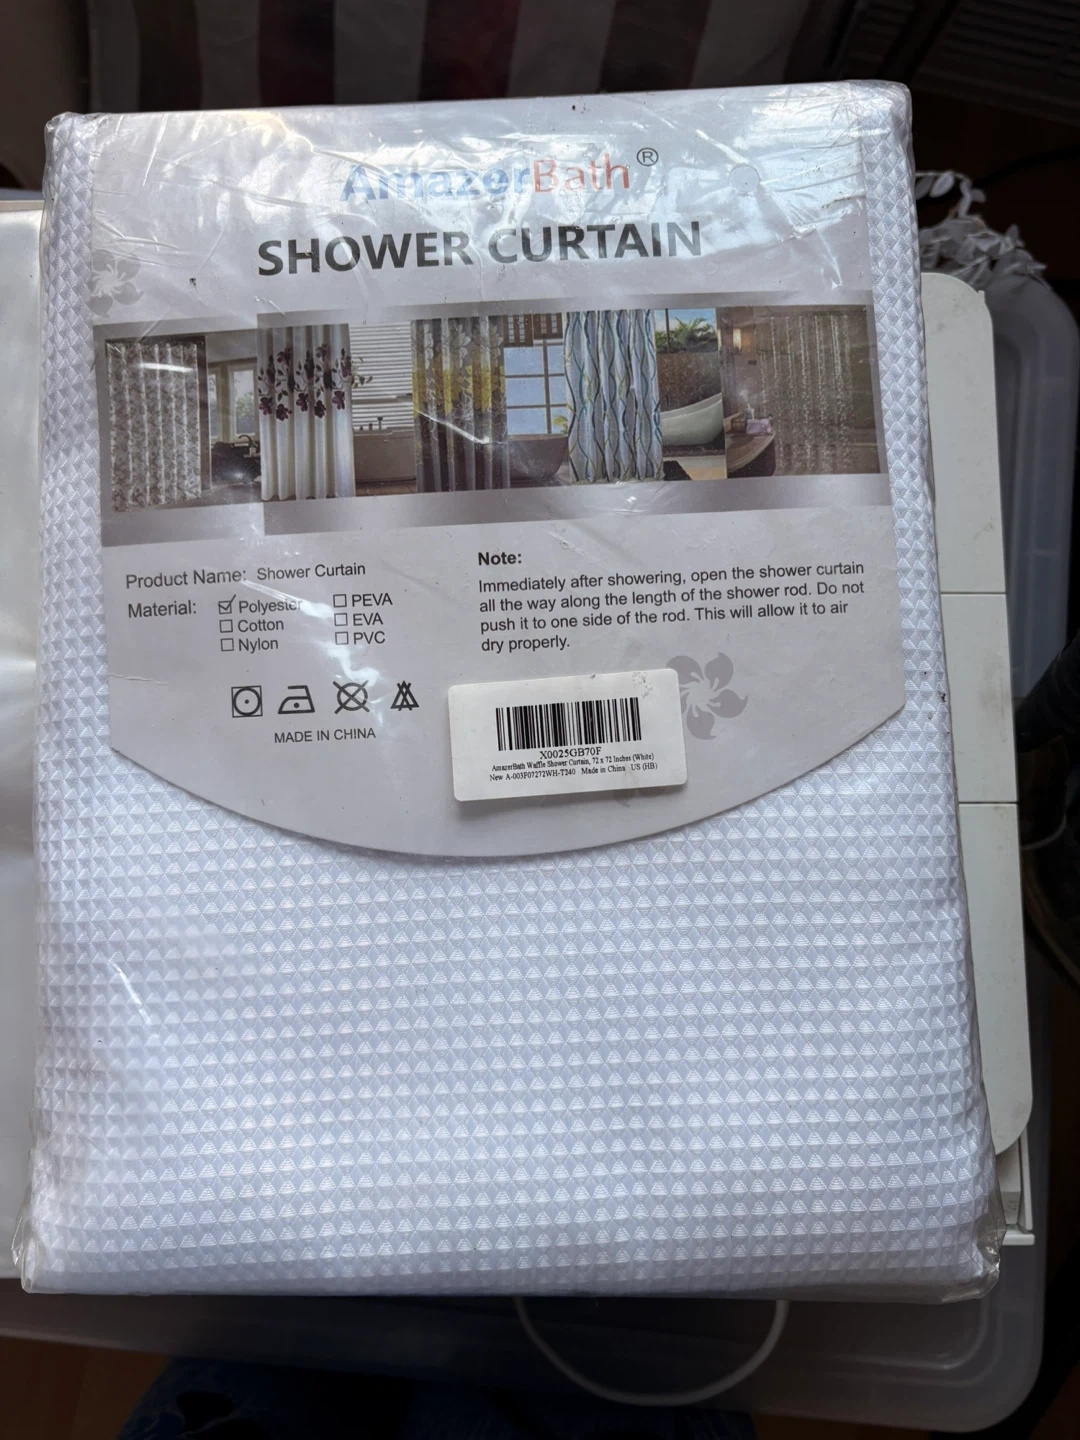 AmazerBath®
SHOWER CURTAIN
Product Name: Shower Curtain
Material: ☑ Polyester ☐ PEVA
☐ Cotton ☐ EVA
☐ Nylon ☐ PVC
MADE IN CHINA
Note:
Immediately after showering, open the shower curtain
all the way along the length of the shower rod. Do not
push it to one side of the rod. This will allow it to air
dry properly.
X0025GB70F
AmazerBath Waffle Shower Curtain, 72 x 72 Inches (White)
New A-003F07272WH-T240 Made in China US (HB)